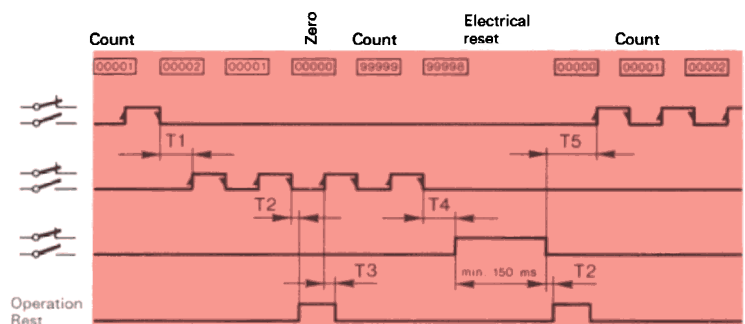 Zero
Electrical
Count Count reset Count
00001 00002 00001 00000 99999 99998 00000 00001 00002
T1 T5
T2 T4
T3 min. 150 ms T2
Operation
Rest